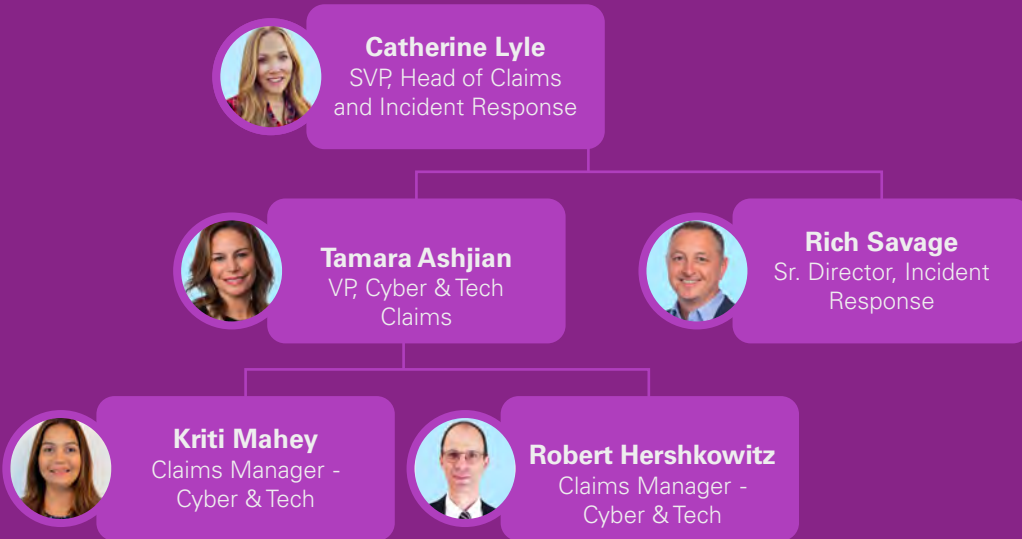 Catherine Lyle
SVP, Head of Claims
and Incident Response
Tamara Ashjian
VP, Cyber & Tech
Claims
Rich Savage
Sr. Director, Incident
Response
Kriti Mahey
Claims Manager -
Cyber & Tech
Robert Hershkowitz
Claims Manager -
Cyber & Tech